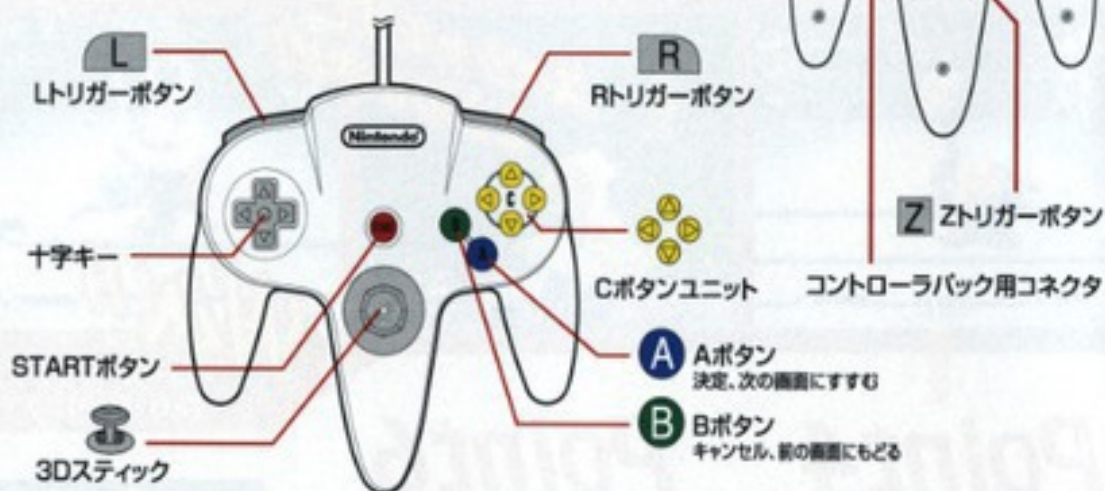 L
Lトリガーボタン
R
Rトリガーボタン
Nintendo
C
十字キー
Cボタンユニット
Z Zトリガーボタン
コントローラパック用コネクタ
STARTボタン
A Aボタン
決定、次の画面にすすむ
B Bボタン
キャンセル、前の画面にもどる
3Dスティック